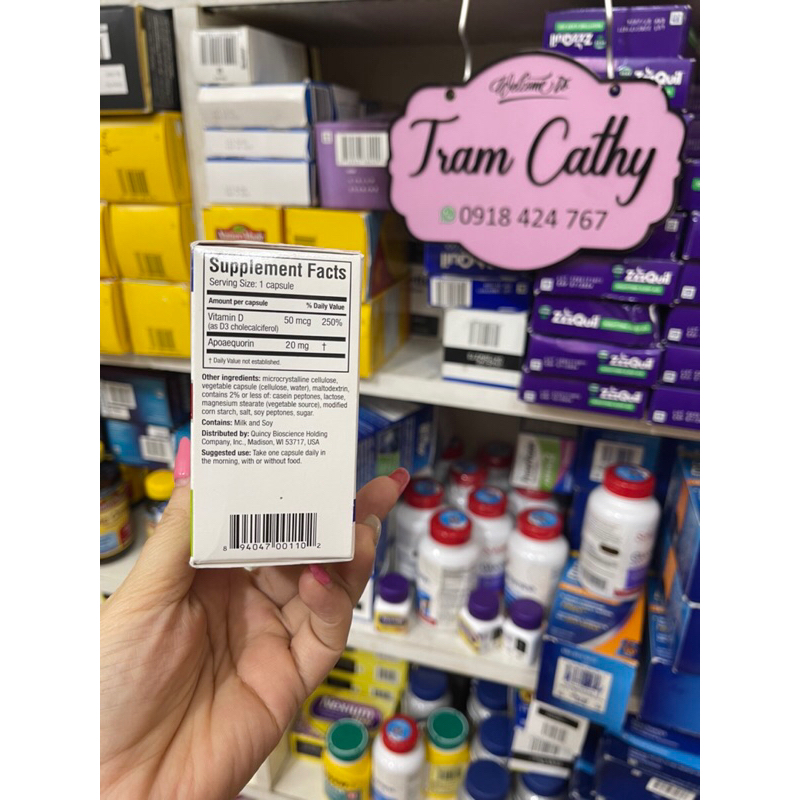 Welcome to
Tram Cathy
0918 424 767
ZzzQuil
ZzzQuil
ZzzQuil
ZzzQuil
ZzzQuil
Supplement Facts
Serving Size: 1 capsule
Amount per capsule % Daily Value
Vitamin D 50 mcg 250%
(as D3 cholecalciferol)
Apoaequorin 20 mg †
† Daily Value not established.
Other ingredients: microcrystalline cellulose,
vegetable capsule (cellulose, water), maltodextrin,
contains 2% or less of: casein peptones, lactose,
magnesium stearate (vegetable source), modified
corn starch, salt, soy peptones, sugar.
Contains: Milk and Soy
Distributed by: Quincy Bioscience Holding
Company, Inc., Madison, WI 53717, USA
Suggested use: Take one capsule daily in
the morning, with or without food.
8 94047 00110 2